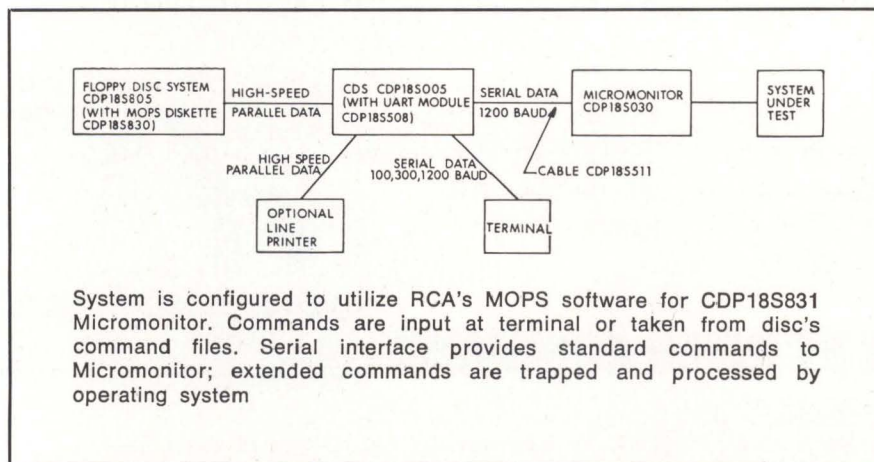 FLOPPY DISC SYSTEM
CDP18S805
(WITH MOPS DISKETTE
CDP18S830)
HIGH-SPEED
PARALLEL DATA
CDS CDP18S005
(WITH UART MODULE
CDP18S508)
SERIAL DATA
1200 BAUD
MICROMONITOR
CDP18S030
SYSTEM
UNDER
TEST
HIGH SPEED
PARALLEL DATA
SERIAL DATA
100,300,1200 BAUD
CABLE CDP18S511
OPTIONAL
LINE
PRINTER
TERMINAL
System is configured to utilize RCA's MOPS software for CDP18S831
Micromonitor. Commands are input at terminal or taken from disc's
command files. Serial interface provides standard commands to
Micromonitor; extended commands are trapped and processed by
operating system